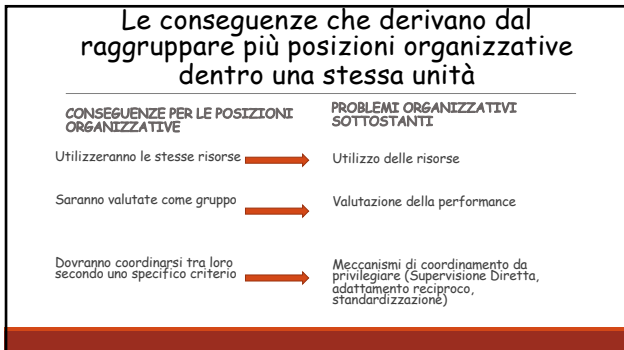 Le conseguenze che derivano dal
raggruppare più posizioni organizzative
dentro una stessa unità
CONSEGUENZE PER LE POSIZIONI
ORGANIZZATIVE
PROBLEMI ORGANIZZATIVI
SOTTOSTANTI
Utilizzeranno le stesse risorse
Utilizzo delle risorse
Saranno valutate come gruppo
Valutazione della performance
Dovranno coordinarsi tra loro
secondo uno specifico criterio
Meccanismi di coordinamento da
privilegiare (Supervisione Diretta,
adattamento reciproco,
standardizzazione)